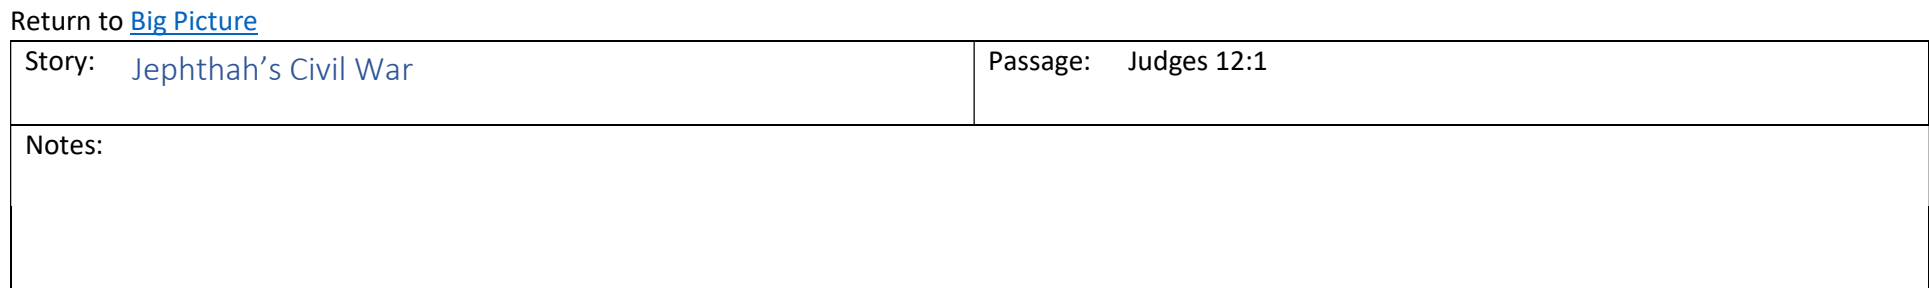 Return to Big Picture
Story: Jephthah’s Civil War
Passage: Judges 12:1
Notes: